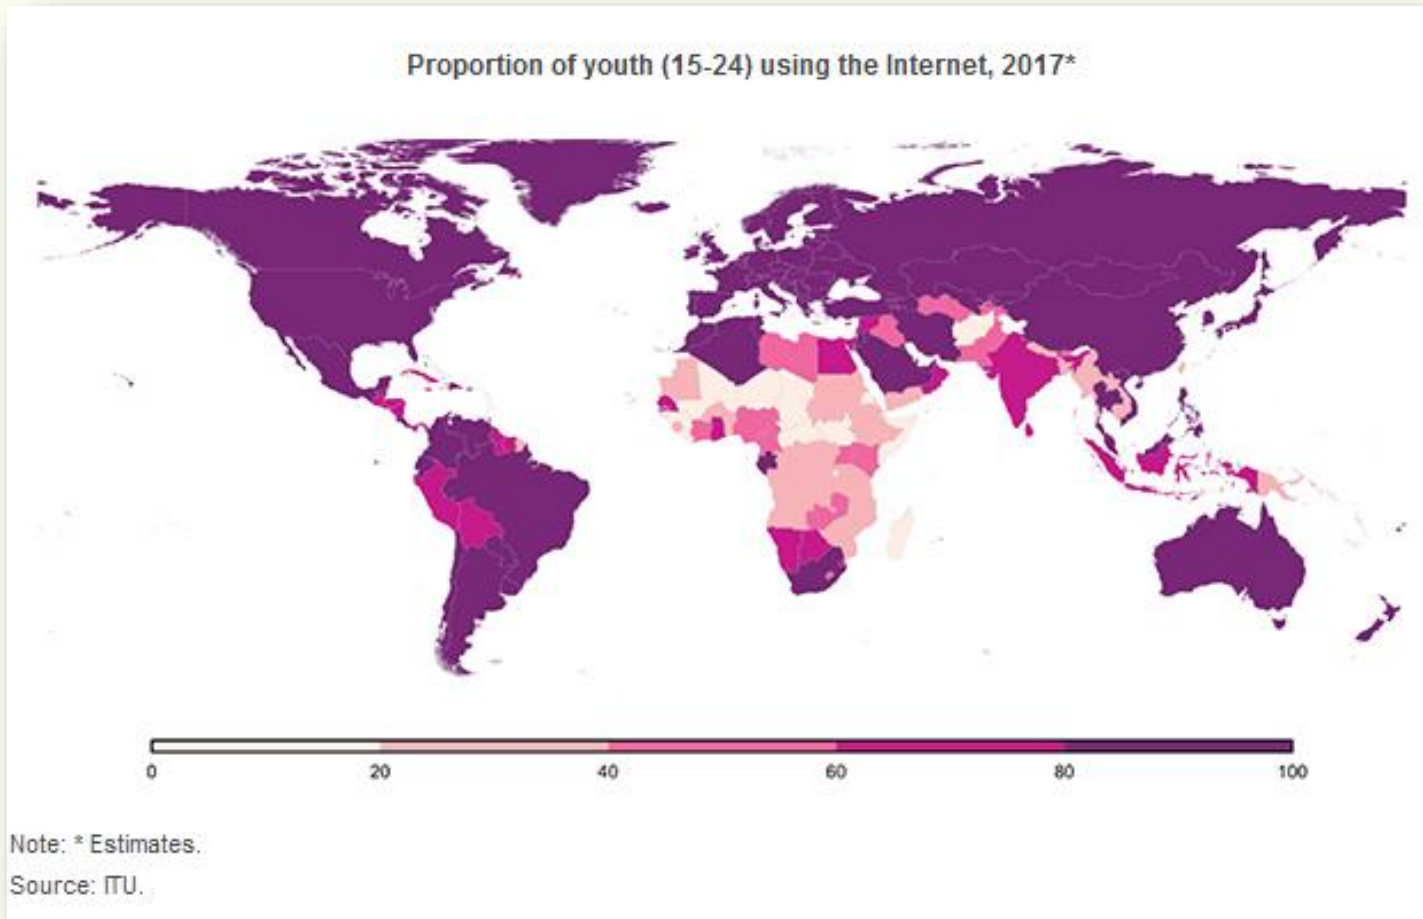 Proportion of youth (15-24) using the Internet, 2017*
0 20 40 60 80 100
Note: * Estimates.
Source: ITU.